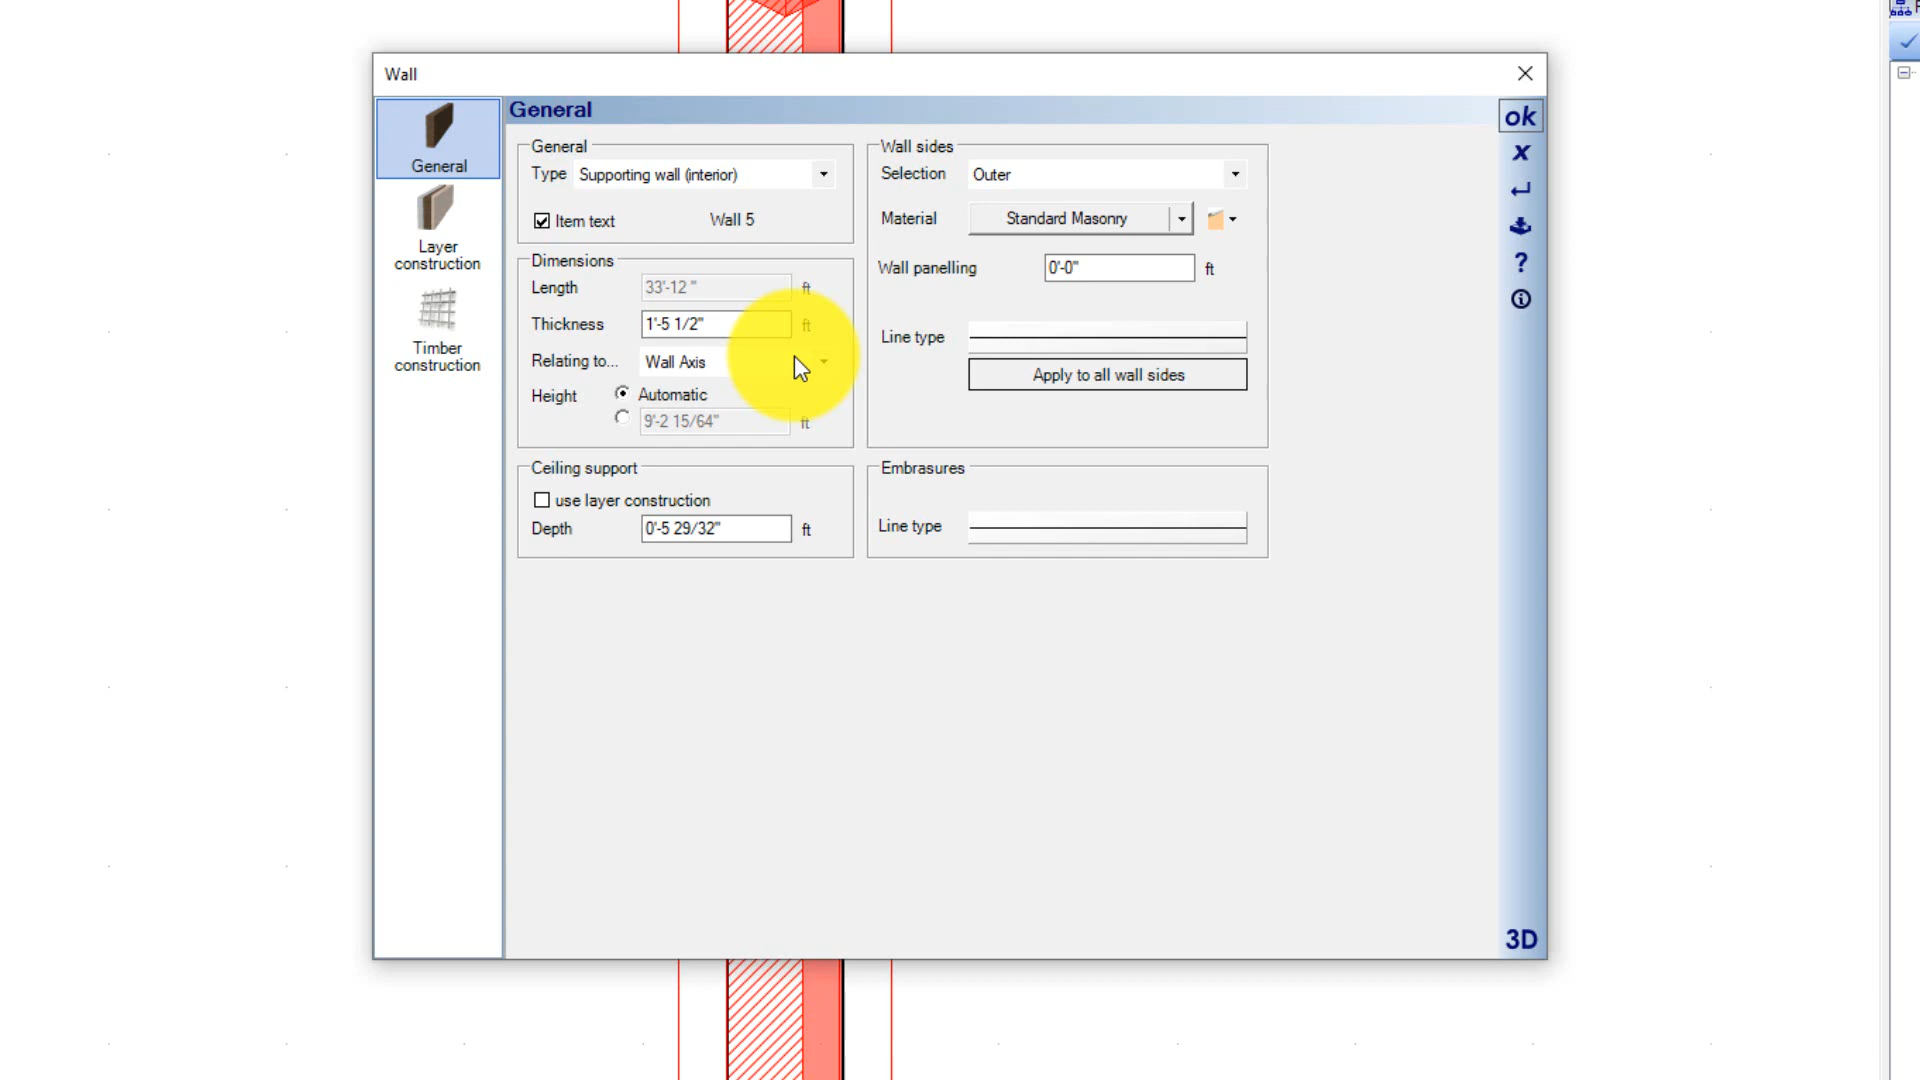 Wall
General
Layer
construction
Timber
construction
General
General
Type Supporting wall (interior)
Item text Wall 5
Dimensions
Length 33'-12 " ft
Thickness 1'-5 1/2" ft
Relating to... Wall Axis
Height Automatic
9'-2 15/64" ft
Ceiling support
use layer construction
Depth 0'-5 29/32" ft
Wall sides
Selection Outer
Material Standard Masonry
Wall panelling 0'-0" ft
Line type
Apply to all wall sides
Embrasures
Line type
ok
x
?
3D